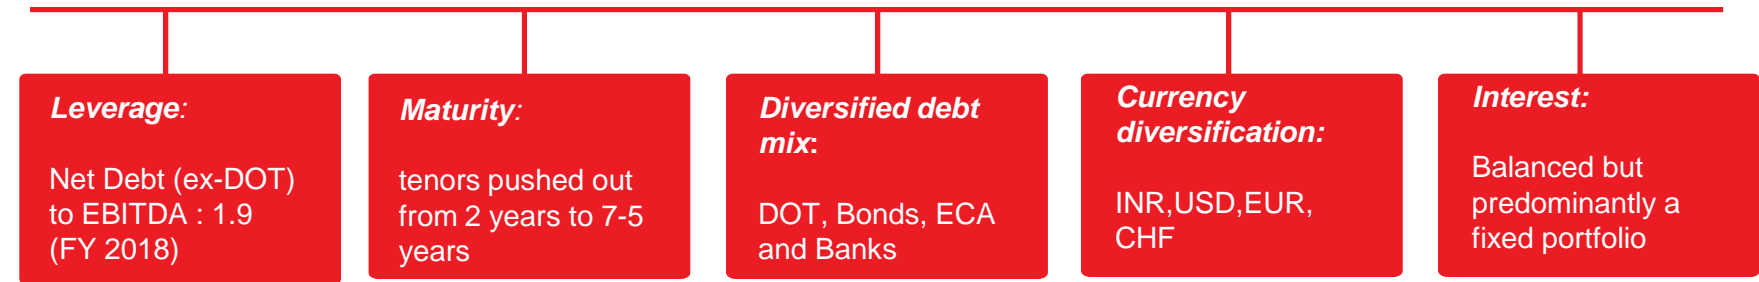 Leverage:
Net Debt (ex-DOT)
to EBITDA : 1.9
(FY 2018)
Maturity:
tenors pushed out
from 2 years to 7-5
years
Diversified debt
mix:
DOT, Bonds, ECA
and Banks
Currency
diversification:
INR,USD,EUR,
CHF
Interest:
Balanced but
predominantly a
fixed portfolio